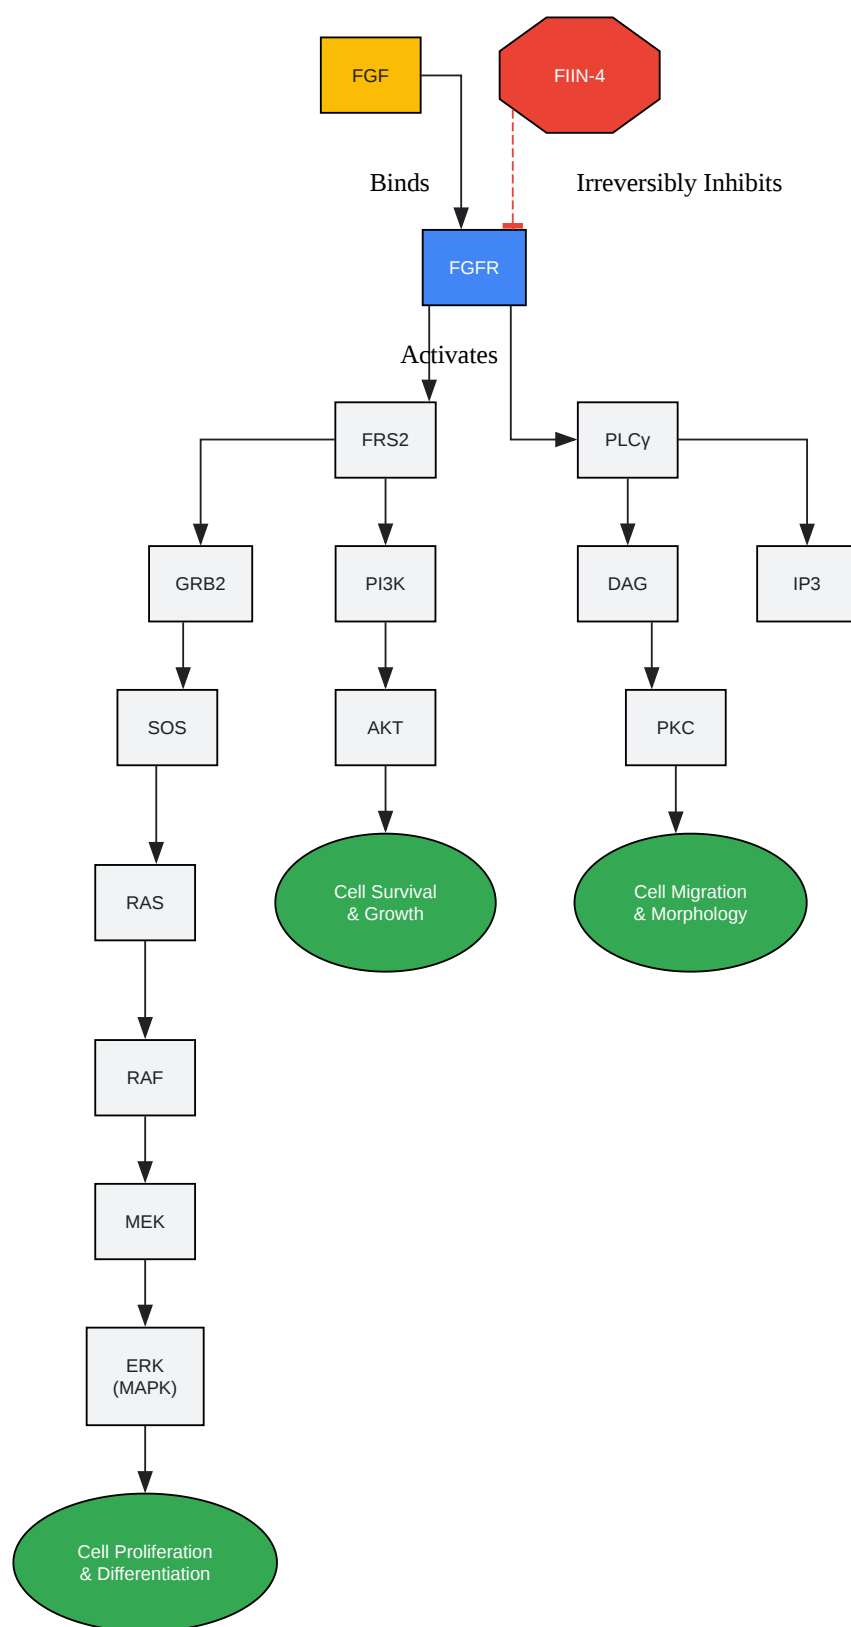 FGF
FIIN-4
Binds
Irreversibly Inhibits
FGFR
Activates
FRS2
PLCγ
GRB2
PI3K
DAG
IP3
SOS
AKT
PKC
Cell Survival
& Growth
Cell Migration
& Morphology
RAS
RAF
MEK
ERK
(MAPK)
Cell Proliferation
& Differentiation